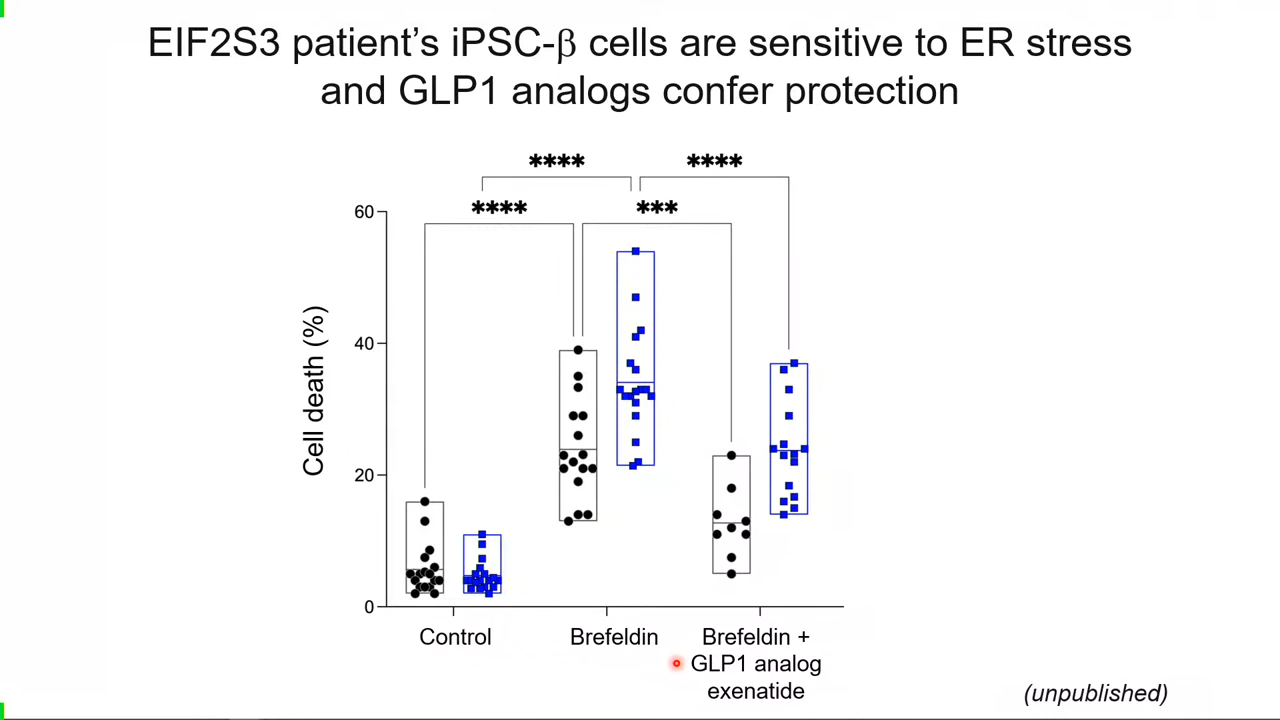 EIF2S3 patient's iPSC-β cells are sensitive to ER stress
and GLP1 analogs confer protection
**** ****
**** ***
60
40
20
0
Cell death (%)
Control Brefeldin Brefeldin +
GLP1 analog
exenatide
(unpublished)